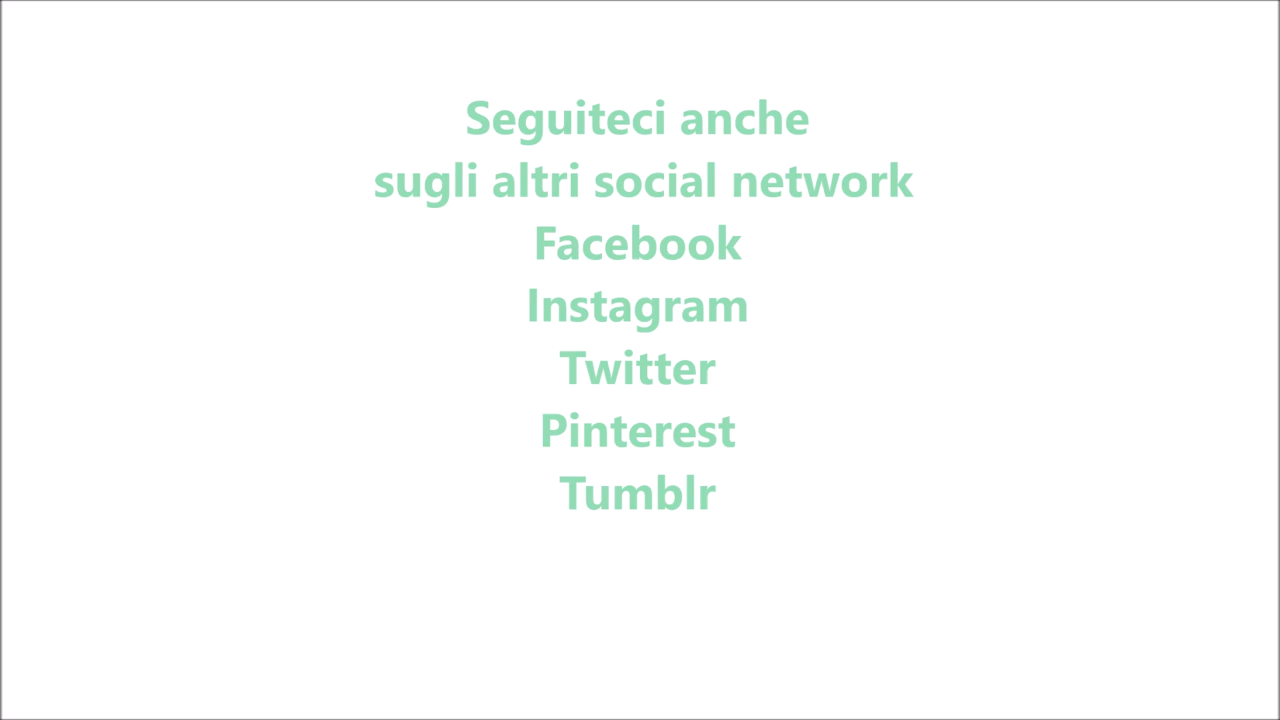 Seguiteci anche
sugli altri social network
Facebook
Instagram
Twitter
Pinterest
Tumblr